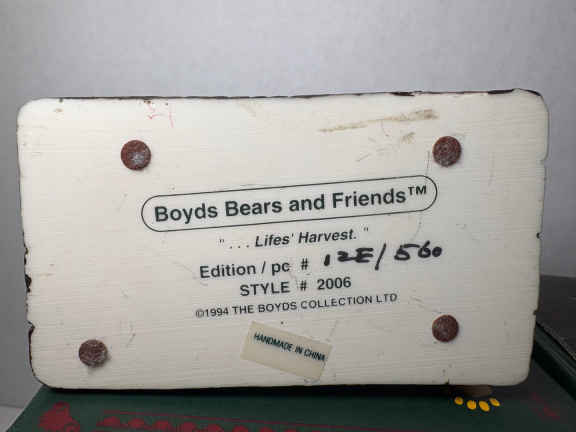 Boyds Bears and Friends™
"... Lifes' Harvest. "
Edition / pc # 12E/560
STYLE # 2006
©1994 THE BOYDS COLLECTION LTD
HANDMADE IN CHINA